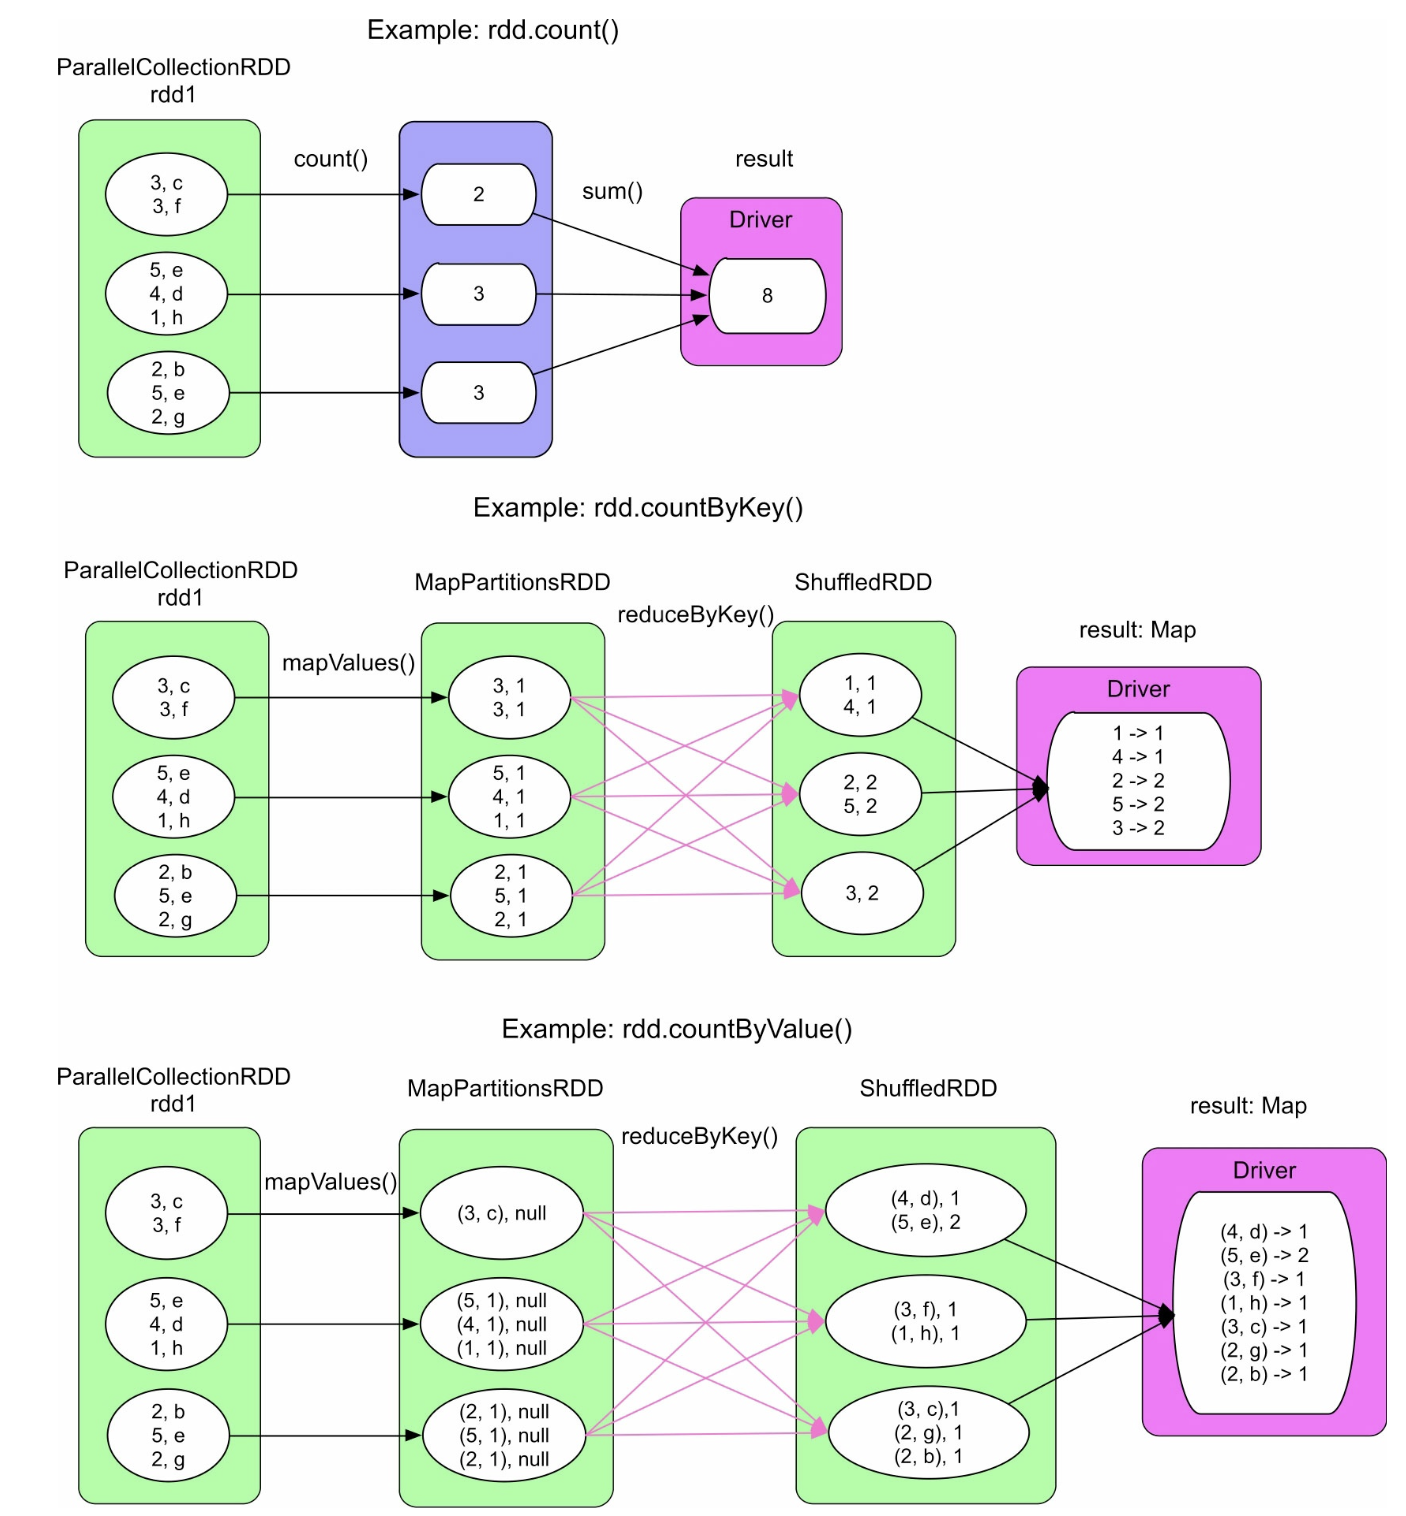 Example: rdd.count()
ParallelCollectionRDD
rdd1
count()
sum()
result
Driver
3, c
3, f
5, e
4, d
1, h
2, b
5, e
2, g
2
3
3
8
Example: rdd.countByKey()
ParallelCollectionRDD
rdd1
mapValues()
MapPartitionsRDD
reduceByKey()
ShuffledRDD
result: Map
Driver
3, c
3, f
5, e
4, d
1, h
2, b
5, e
2, g
3, 1
3, 1
5, 1
4, 1
1, 1
2, 1
5, 1
2, 1
1, 1
4, 1
2, 2
5, 2
3, 2
1 -> 1
4 -> 1
2 -> 2
5 -> 2
3 -> 2
Example: rdd.countByValue()
ParallelCollectionRDD
rdd1
mapValues()
MapPartitionsRDD
reduceByKey()
ShuffledRDD
result: Map
Driver
3, c
3, f
5, e
4, d
1, h
2, b
5, e
2, g
(3, c), null
(5, 1), null
(4, 1), null
(1, 1), null
(2, 1), null
(5, 1), null
(2, 1), null
(4, d), 1
(5, e), 2
(3, f), 1
(1, h), 1
(3, c),1
(2, g), 1
(2, b), 1
(4, d) -> 1
(5, e) -> 2
(3, f) -> 1
(1, h) -> 1
(3, c) -> 1
(2, g) -> 1
(2, b) -> 1